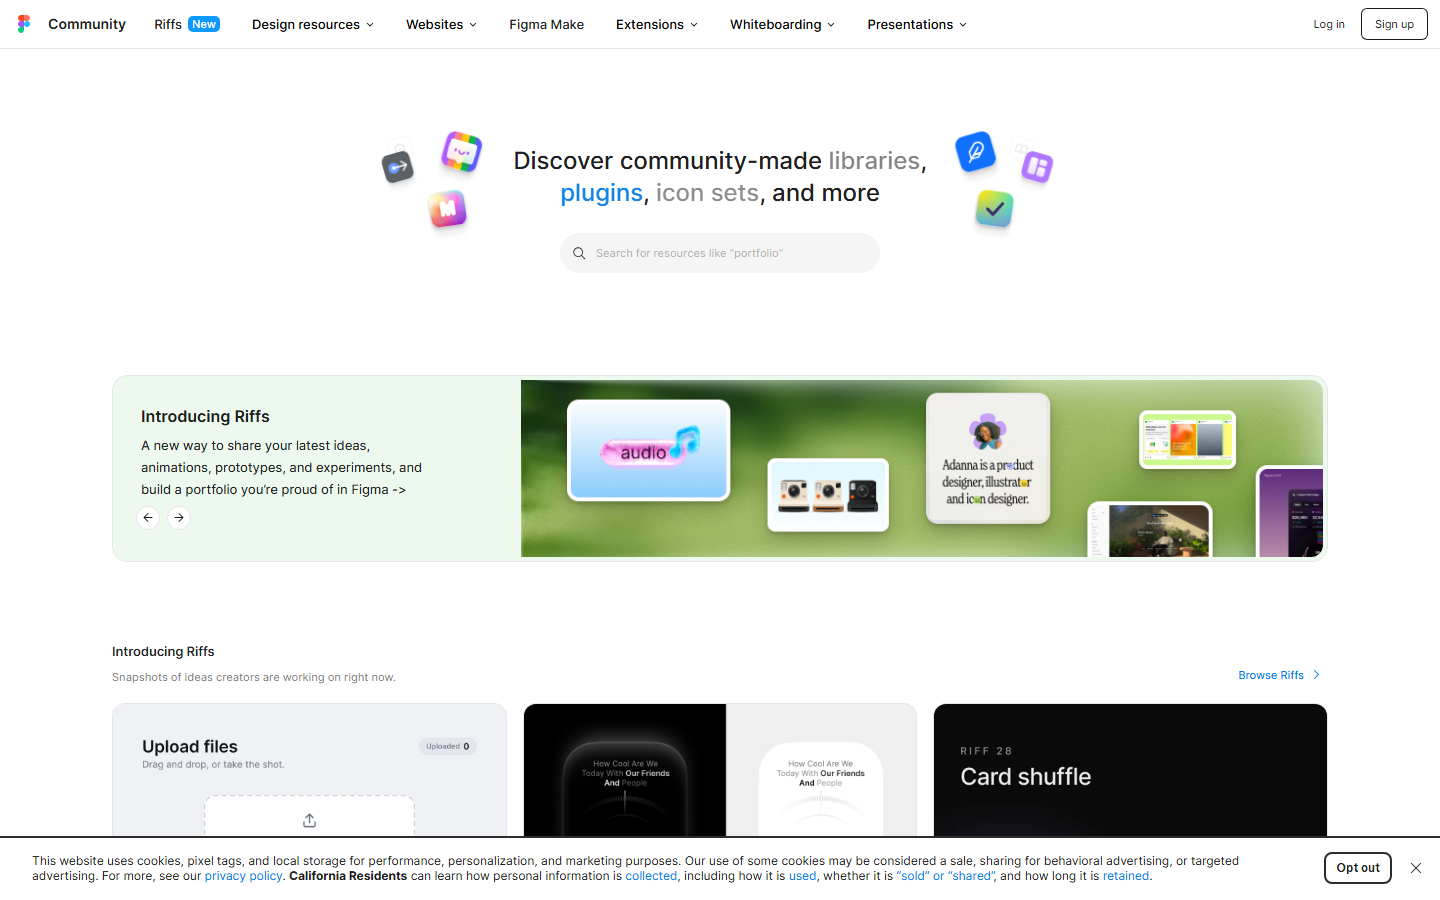 Community
Riffs New
Design resources
Websites
Figma Make
Extensions
Whiteboarding
Presentations
Log in
Sign up
Discover community-made libraries,
plugins, icon sets, and more
Search for resources like “portfolio”
Introducing Riffs
A new way to share your latest ideas,
animations, prototypes, and experiments, and
build a portfolio you’re proud of in Figma ->
audio
Adanna is a product
designer, illustrator
and icon designer.
Introducing Riffs
Snapshots of ideas creators are working on right now.
Browse Riffs
Upload files
Uploaded 0
Drag and drop, or take the shot.
How Cool Are We
Today With Our Friends
And People
How Cool Are We
Today With Our Friends
And People
RIFF 28
Card shuffle
This website uses cookies, pixel tags, and local storage for performance, personalization, and marketing purposes. Our use of some cookies may be considered a sale, sharing for behavioral advertising, or targeted
advertising. For more, see our privacy policy. California Residents can learn how personal information is collected, including how it is used, whether it is “sold” or “shared”, and how long it is retained.
Opt out